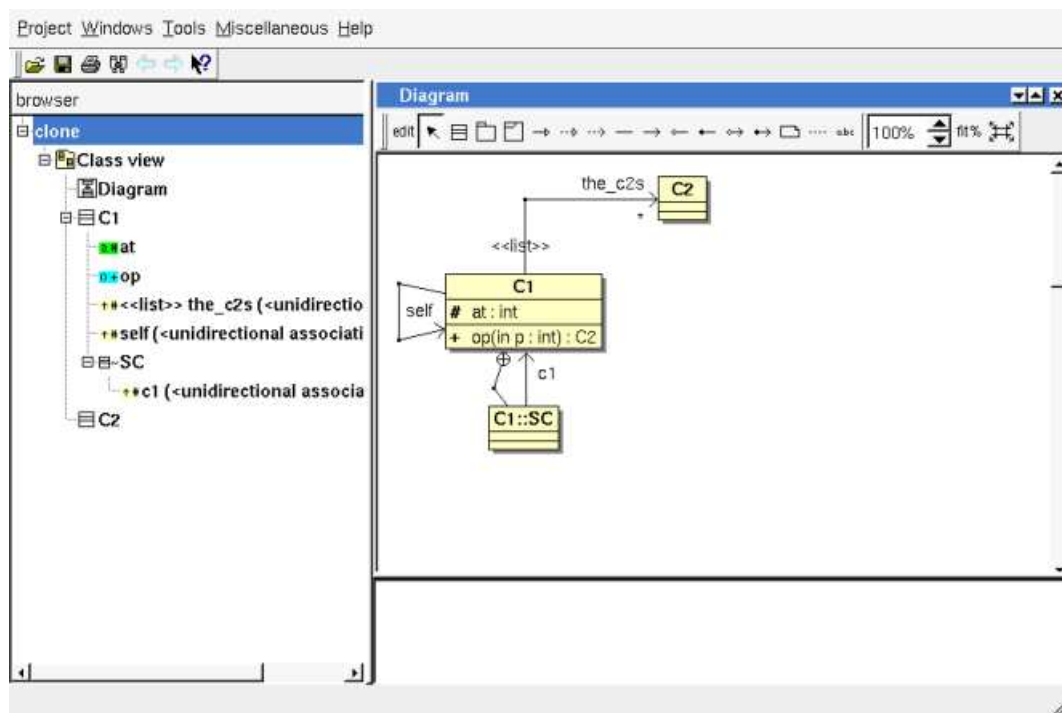 Project Windows Tools Miscellaneous Help
browser
clone
Class view
Diagram
C1
at
op
<<list>> the_c2s (<unidirectio
self (<unidirectional associati
SC
c1 (<unidirectional associa
C2
Diagram
edit abc 100% fit%
the_c2s C2
*
<<list>>
C1
self # at : int
+ op(in p : int) : C2
c1
C1::SC